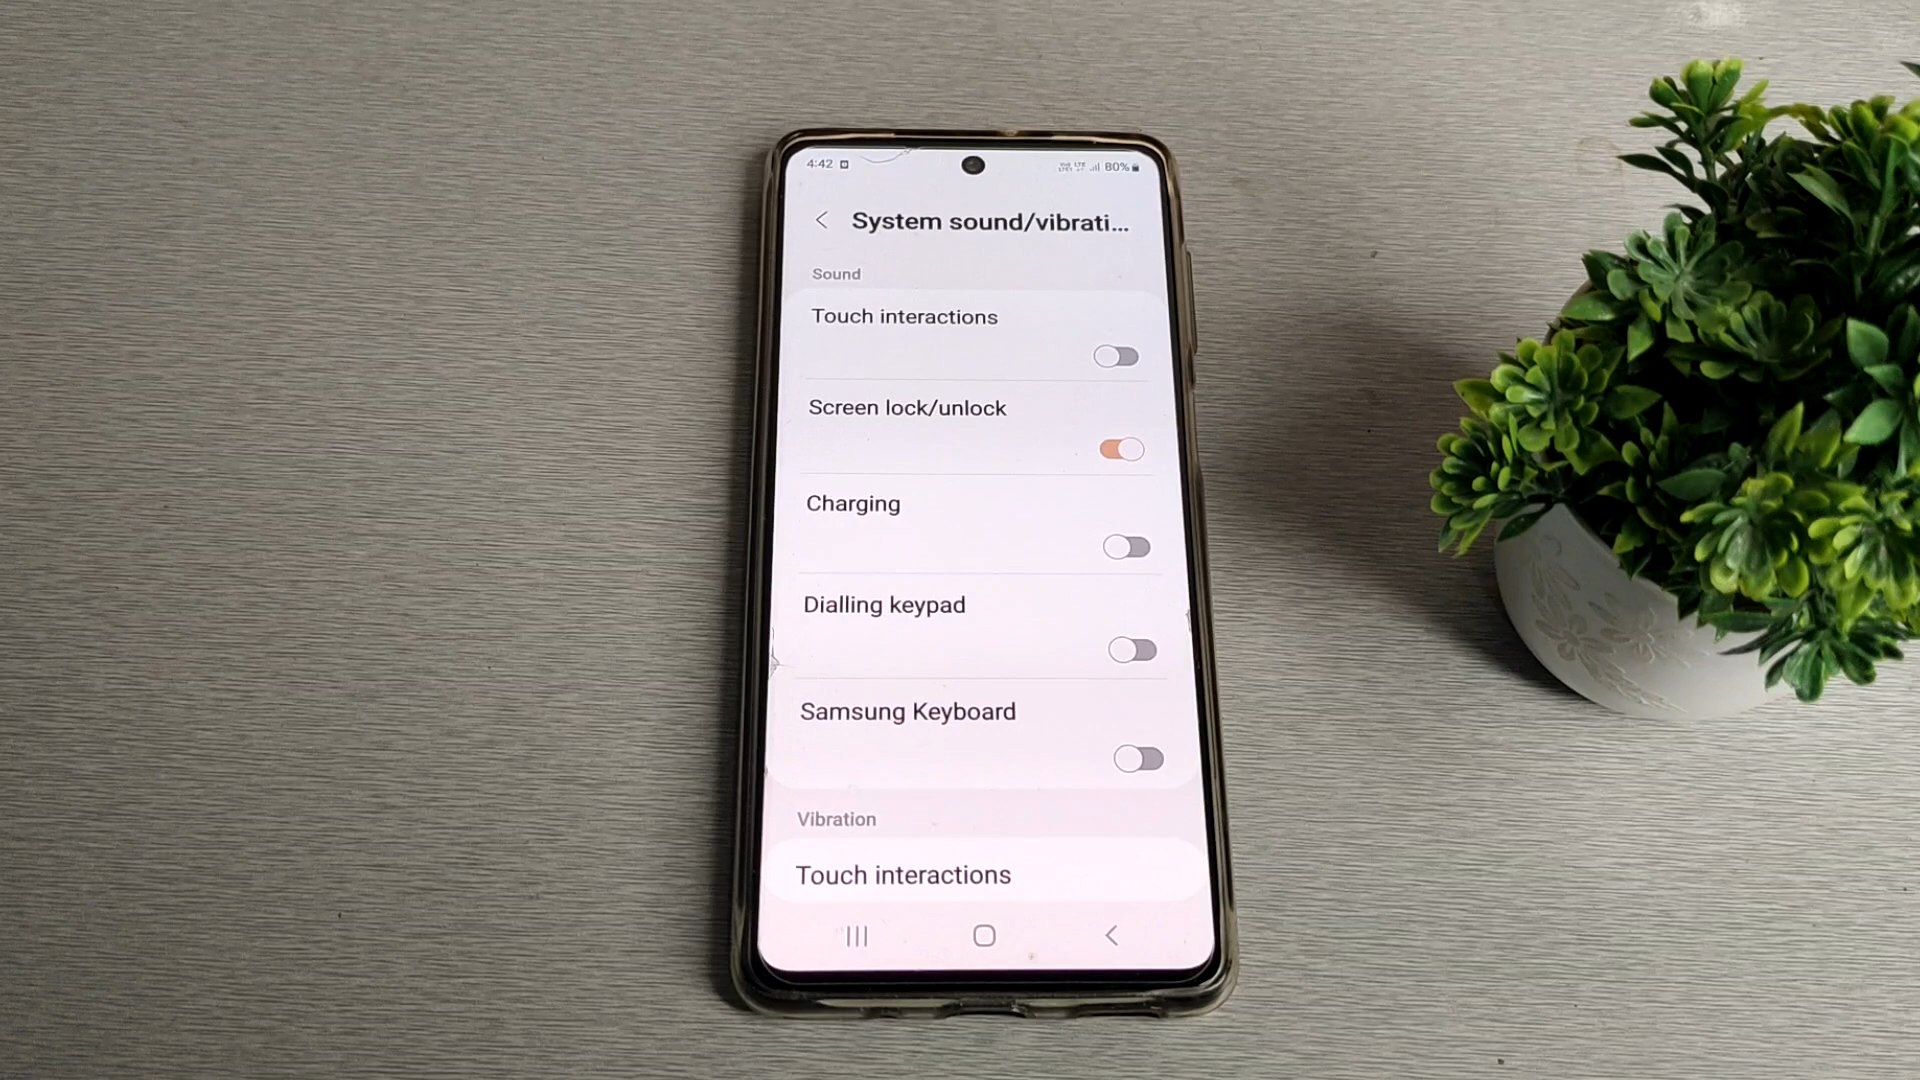 4:42 80%
System sound/vibrati...
Sound
Touch interactions
Screen lock/unlock
Charging
Dialling keypad
Samsung Keyboard
Vibration
Touch interactions